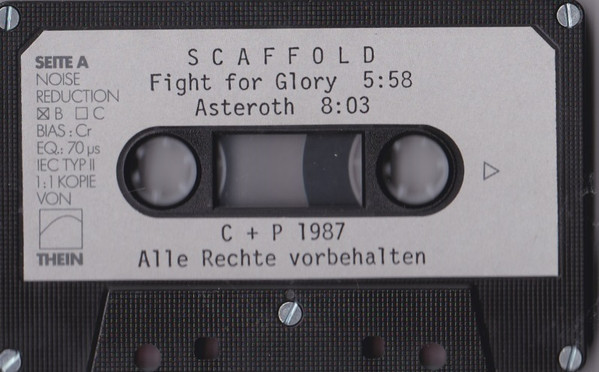 SEITE A
NOISE
REDUCTION
☒ B ☐ C
BIAS : Cr
EQ.: 70 µs
IEC TYP II
1:1 KOPIE
VON
THEIN
SCAFFOLD
Fight for Glory 5:58
Asteroth 8:03
C + P 1987
Alle Rechte vorbehalten